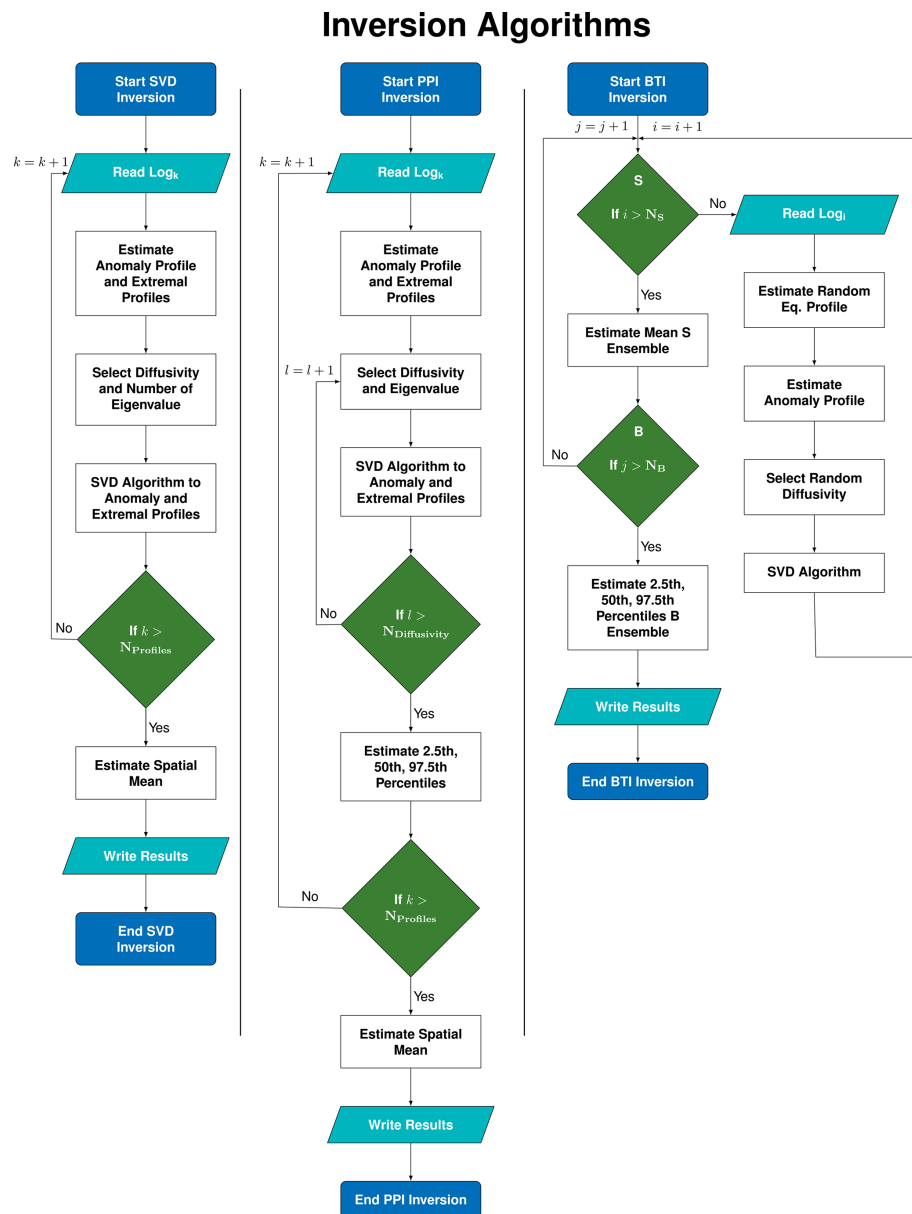 Inversion Algorithms
Start SVD
Inversion
k = k + 1
Read Logk
Estimate
Anomaly Profile
and Extremal
Profiles
Select Diffusivity
and Number of
Eigenvalue
SVD Algorithm to
Anomaly and
Extremal Profiles
If k >
NProfiles
No
Yes
Estimate Spatial
Mean
Write Results
End SVD
Inversion
Start PPI
Inversion
k = k + 1
Read Logk
Estimate
Anomaly Profile
and Extremal
Profiles
l = l + 1
Select Diffusivity
and Eigenvalue
SVD Algorithm to
Anomaly and
Extremal Profiles
If l >
NDiffusivity
No
Yes
Estimate 2.5th,
50th, 97.5th
Percentiles
If k >
NProfiles
No
Yes
Estimate Spatial
Mean
Write Results
End PPI Inversion
Start BTI
Inversion
j = j + 1
i = i + 1
S
If i > NS
No
Yes
Read Logi
Estimate Random
Eq. Profile
Estimate
Anomaly Profile
Select Random
Diffusivity
SVD Algorithm
Estimate Mean S
Ensemble
B
If j > NB
No
Yes
Estimate 2.5th,
50th, 97.5th
Percentiles B
Ensemble
Write Results
End BTI Inversion